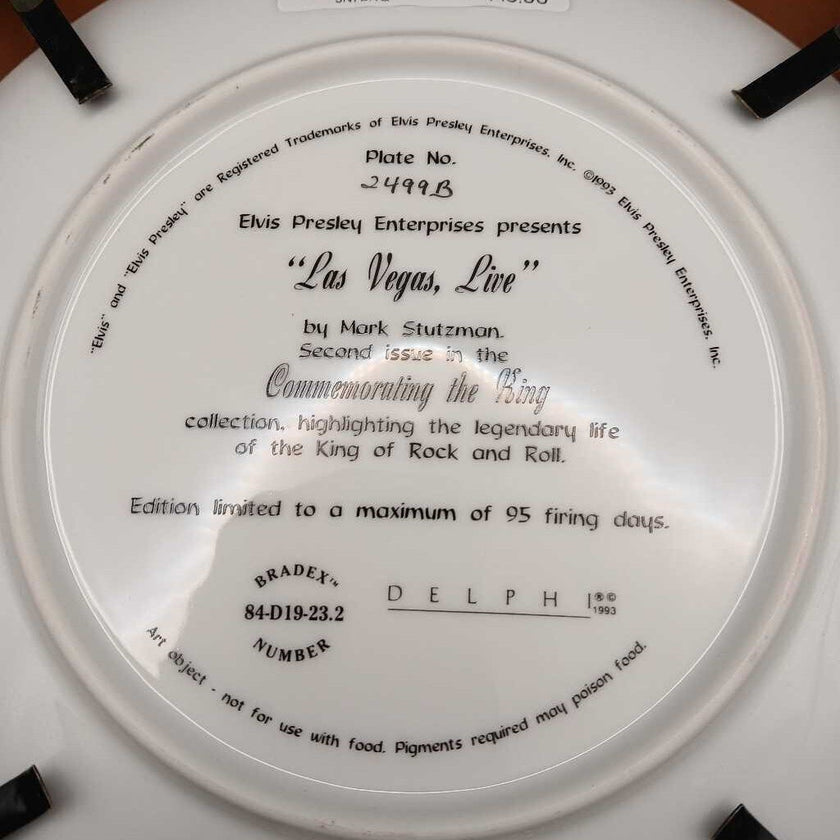 "Elvis" and "Elvis Presley" are Registered Trademarks of Elvis Presley Enterprises, Inc. ©1993 Elvis Presley Enterprises, Inc.
Plate No.
2499B
Elvis Presley Enterprises presents
"Las Vegas, Live"
by Mark Stutzman.
Second issue in the
Commemorating the King
collection, highlighting the legendary life
of the King of Rock and Roll.
Edition limited to a maximum of 95 firing days.
BRADEX™
84-D19-23.2
NUMBER
DELPHI®©
1993
Art object - not for use with food. Pigments required may poison food.